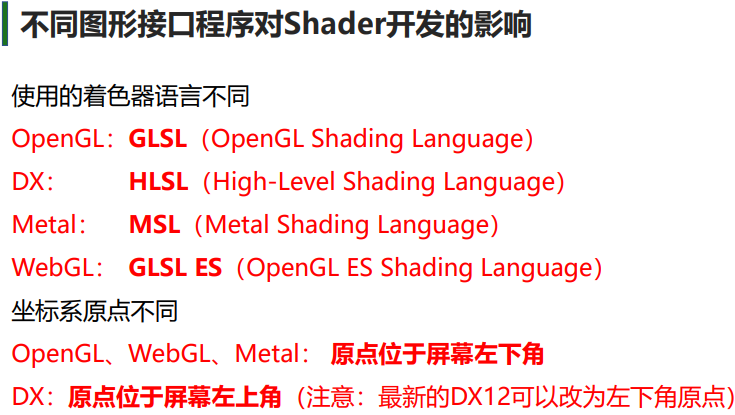 不同图形接口程序对Shader开发的影响
使用的着色器语言不同
OpenGL：GLSL（OpenGL Shading Language）
DX： HLSL（High-Level Shading Language）
Metal： MSL（Metal Shading Language）
WebGL： GLSL ES（OpenGL ES Shading Language）
坐标系原点不同
OpenGL、WebGL、Metal： 原点位于屏幕左下角
DX：原点位于屏幕左上角（注意：最新的DX12可以改为左下角原点）